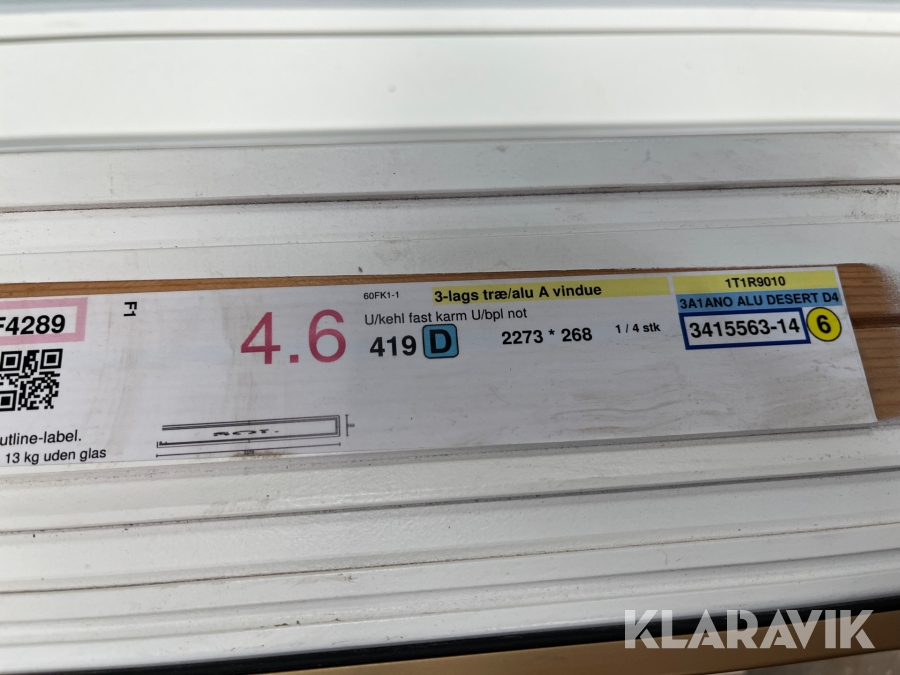 F4289
F1
4.6
60FK1-1
3-lags træ/alu A vindue
1T1R9010
U/kehl fast karm U/bpl not
3A1ANO ALU DESERT D4
419 D
2273 * 268
1 / 4 stk
3415563-14
6
utline-label.
13 kg uden glas
KLARAVIK